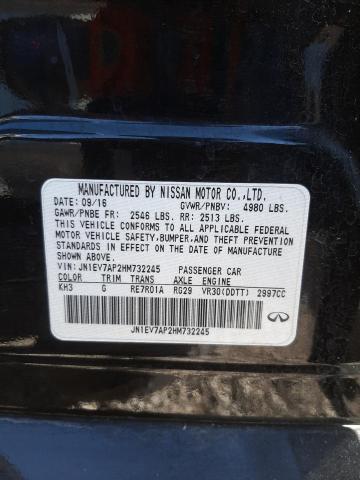 MANUFACTURED BY NISSAN MOTOR CO.,LTD.
DATE: 09/16 GVWR/PNBV: 4980 LBS.
GAWR/PNBE FR: 2546 LBS. RR: 2513 LBS.
THIS VEHICLE CONFORMS TO ALL APPLICABLE FEDERAL
MOTOR VEHICLE SAFETY,BUMPER,AND THEFT PREVENTION
STANDARDS IN EFFECT ON THE DATE OF MANUFACTURE
SHOWN ABOVE.
VIN: JN1EV7AP2HM732245 PASSENGER CAR
COLOR TRIM TRANS AXLE ENGINE
KH3 G RE7R01A RG29 VR30(DDTT) 2997CC
JN1EV7AP2HM732245